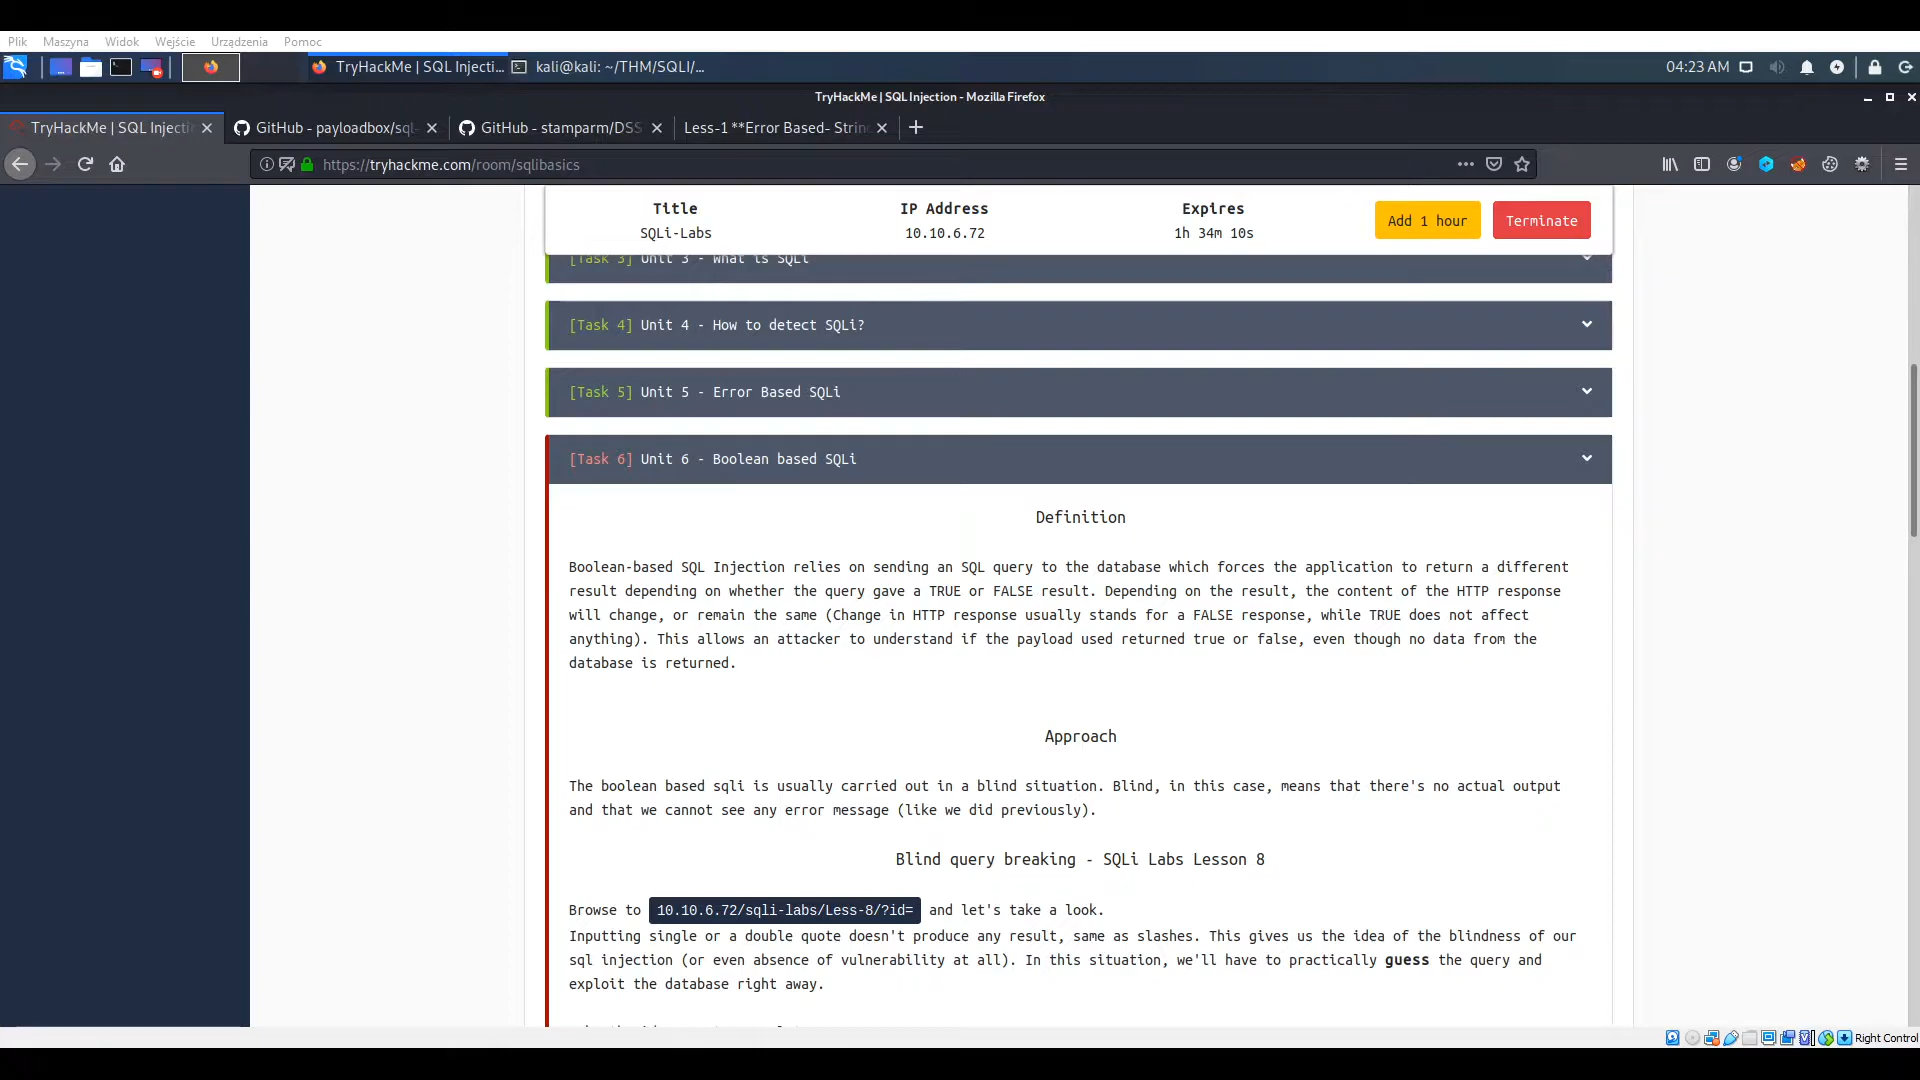 Plik Maszyna Widok Wejście Urządzenia Pomoc
TryHackMe | SQL Injecti... kali@kali: ~/THM/SQLI/... 04:23 AM
TryHackMe | SQL Injection - Mozilla Firefox
TryHackMe | SQL Injecti GitHub - payloadbox/sql- GitHub - stamparm/DSS Less-1 **Error Based- Strin
https://tryhackme.com/room/sqlibasics
Title IP Address Expires
SQLi-Labs 10.10.6.72 1h 34m 10s
Add 1 hour Terminate
[Task 3] Unit 3 - What is SQLi
[Task 4] Unit 4 - How to detect SQLi?
[Task 5] Unit 5 - Error Based SQLi
[Task 6] Unit 6 - Boolean based SQLi
Definition
Boolean-based SQL Injection relies on sending an SQL query to the database which forces the application to return a different
result depending on whether the query gave a TRUE or FALSE result. Depending on the result, the content of the HTTP response
will change, or remain the same (Change in HTTP response usually stands for a FALSE response, while TRUE does not affect
anything). This allows an attacker to understand if the payload used returned true or false, even though no data from the
database is returned.
Approach
The boolean based sqli is usually carried out in a blind situation. Blind, in this case, means that there's no actual output
and that we cannot see any error message (like we did previously).
Blind query breaking - SQLi Labs Lesson 8
Browse to 10.10.6.72/sqli-labs/Less-8/?id= and let's take a look.
Inputting single or a double quote doesn't produce any result, same as slashes. This gives us the idea of the blindness of our
sql injection (or even absence of vulnerability at all). In this situation, we'll have to practically guess the query and
exploit the database right away.
Right Control